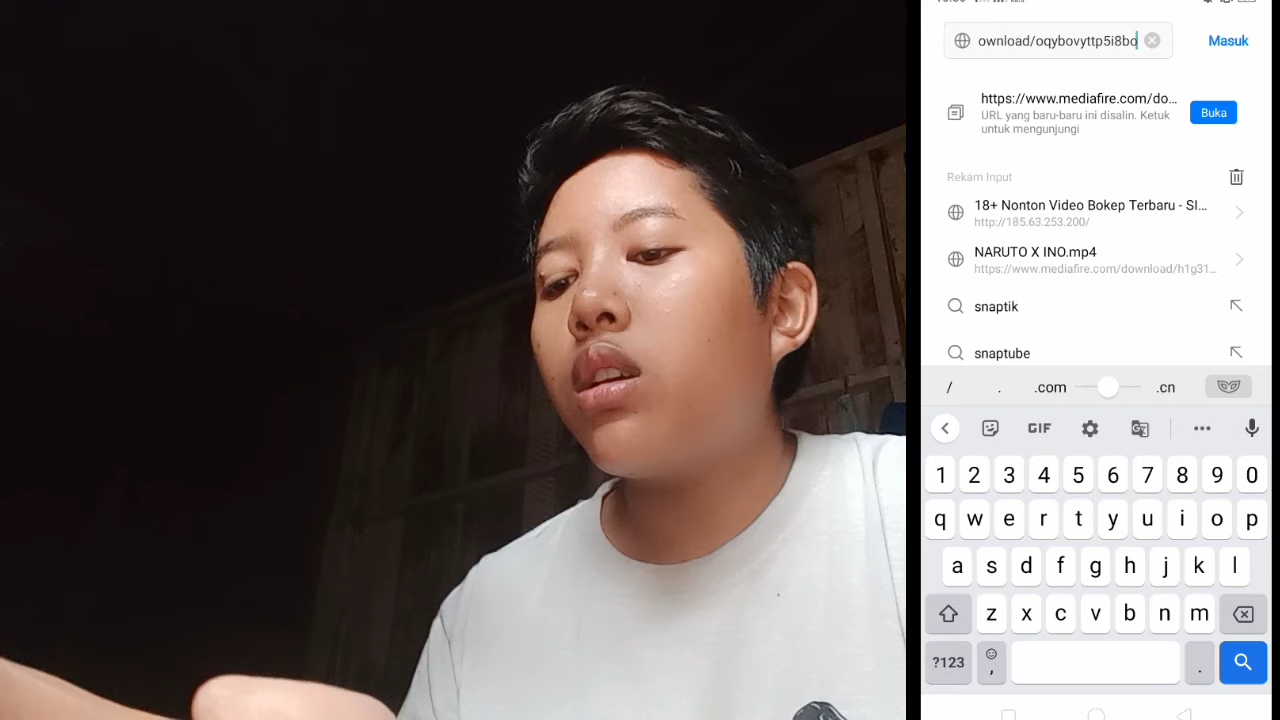 ownload/oqybovyttp5i8bq
Masuk
https://www.mediafire.com/do...
URL yang baru-baru ini disalin. Ketuk
untuk mengunjungi
Buka
Rekam Input
18+ Nonton Video Bokep Terbaru - SI...
http://185.63.253.200/
NARUTO X INO.mp4
https://www.mediafire.com/download/h1g31...
snaptik
snaptube
/ . .com .cn
GIF
1 2 3 4 5 6 7 8 9 0
q w e r t y u i o p
a s d f g h j k l
z x c v b n m
?123 , .